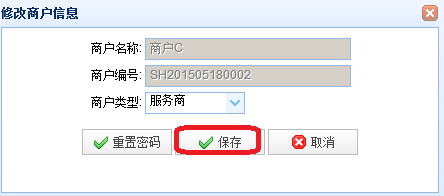 修改商户信息
商户名称: 商户C
商户编号: SH201505180002
商户类型: 服务商
重置密码 保存 取消